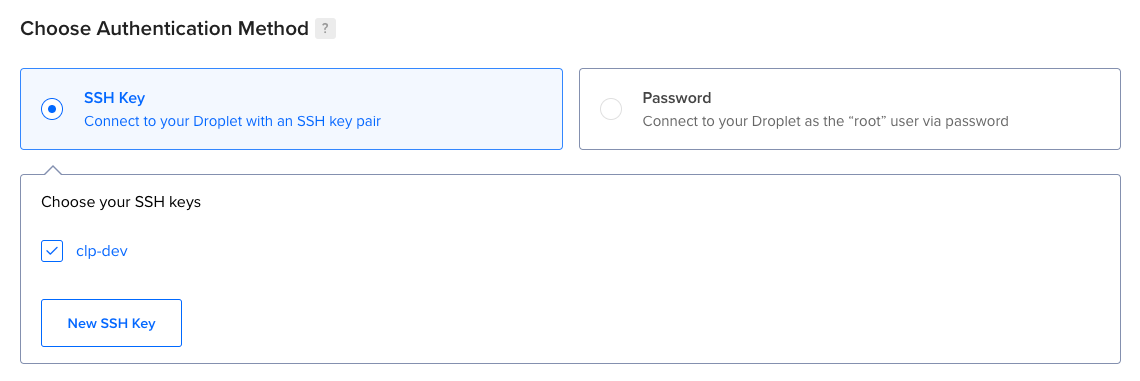 Choose Authentication Method ?
SSH Key
Connect to your Droplet with an SSH key pair
Password
Connect to your Droplet as the “root” user via password
Choose your SSH keys
clp-dev
New SSH Key